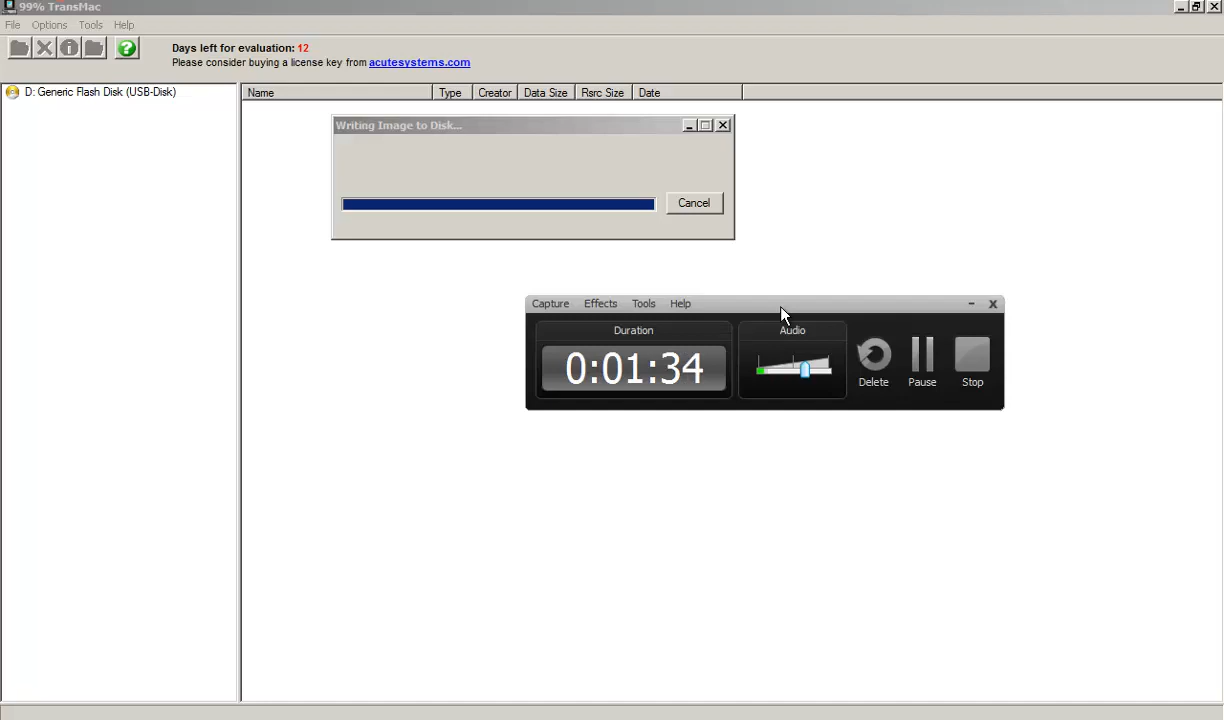 99% TransMac
File Options Tools Help
Days left for evaluation: 12
Please consider buying a license key from acutesystems.com
D: Generic Flash Disk (USB-Disk)
Name Type Creator Data Size Rsrc Size Date
Writing Image to Disk...
Cancel
Capture Effects Tools Help
Duration
Audio
0:01:34
Delete Pause Stop